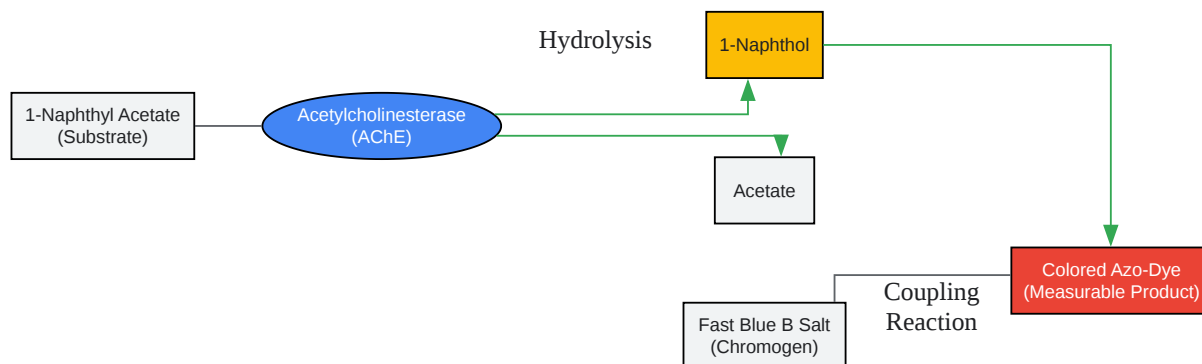 Hydrolysis
1-Naphthol
1-Naphthyl Acetate
(Substrate)
Acetylcholinesterase
(AChE)
Acetate
Colored Azo-Dye
(Measurable Product)
Coupling
Reaction
Fast Blue B Salt
(Chromogen)